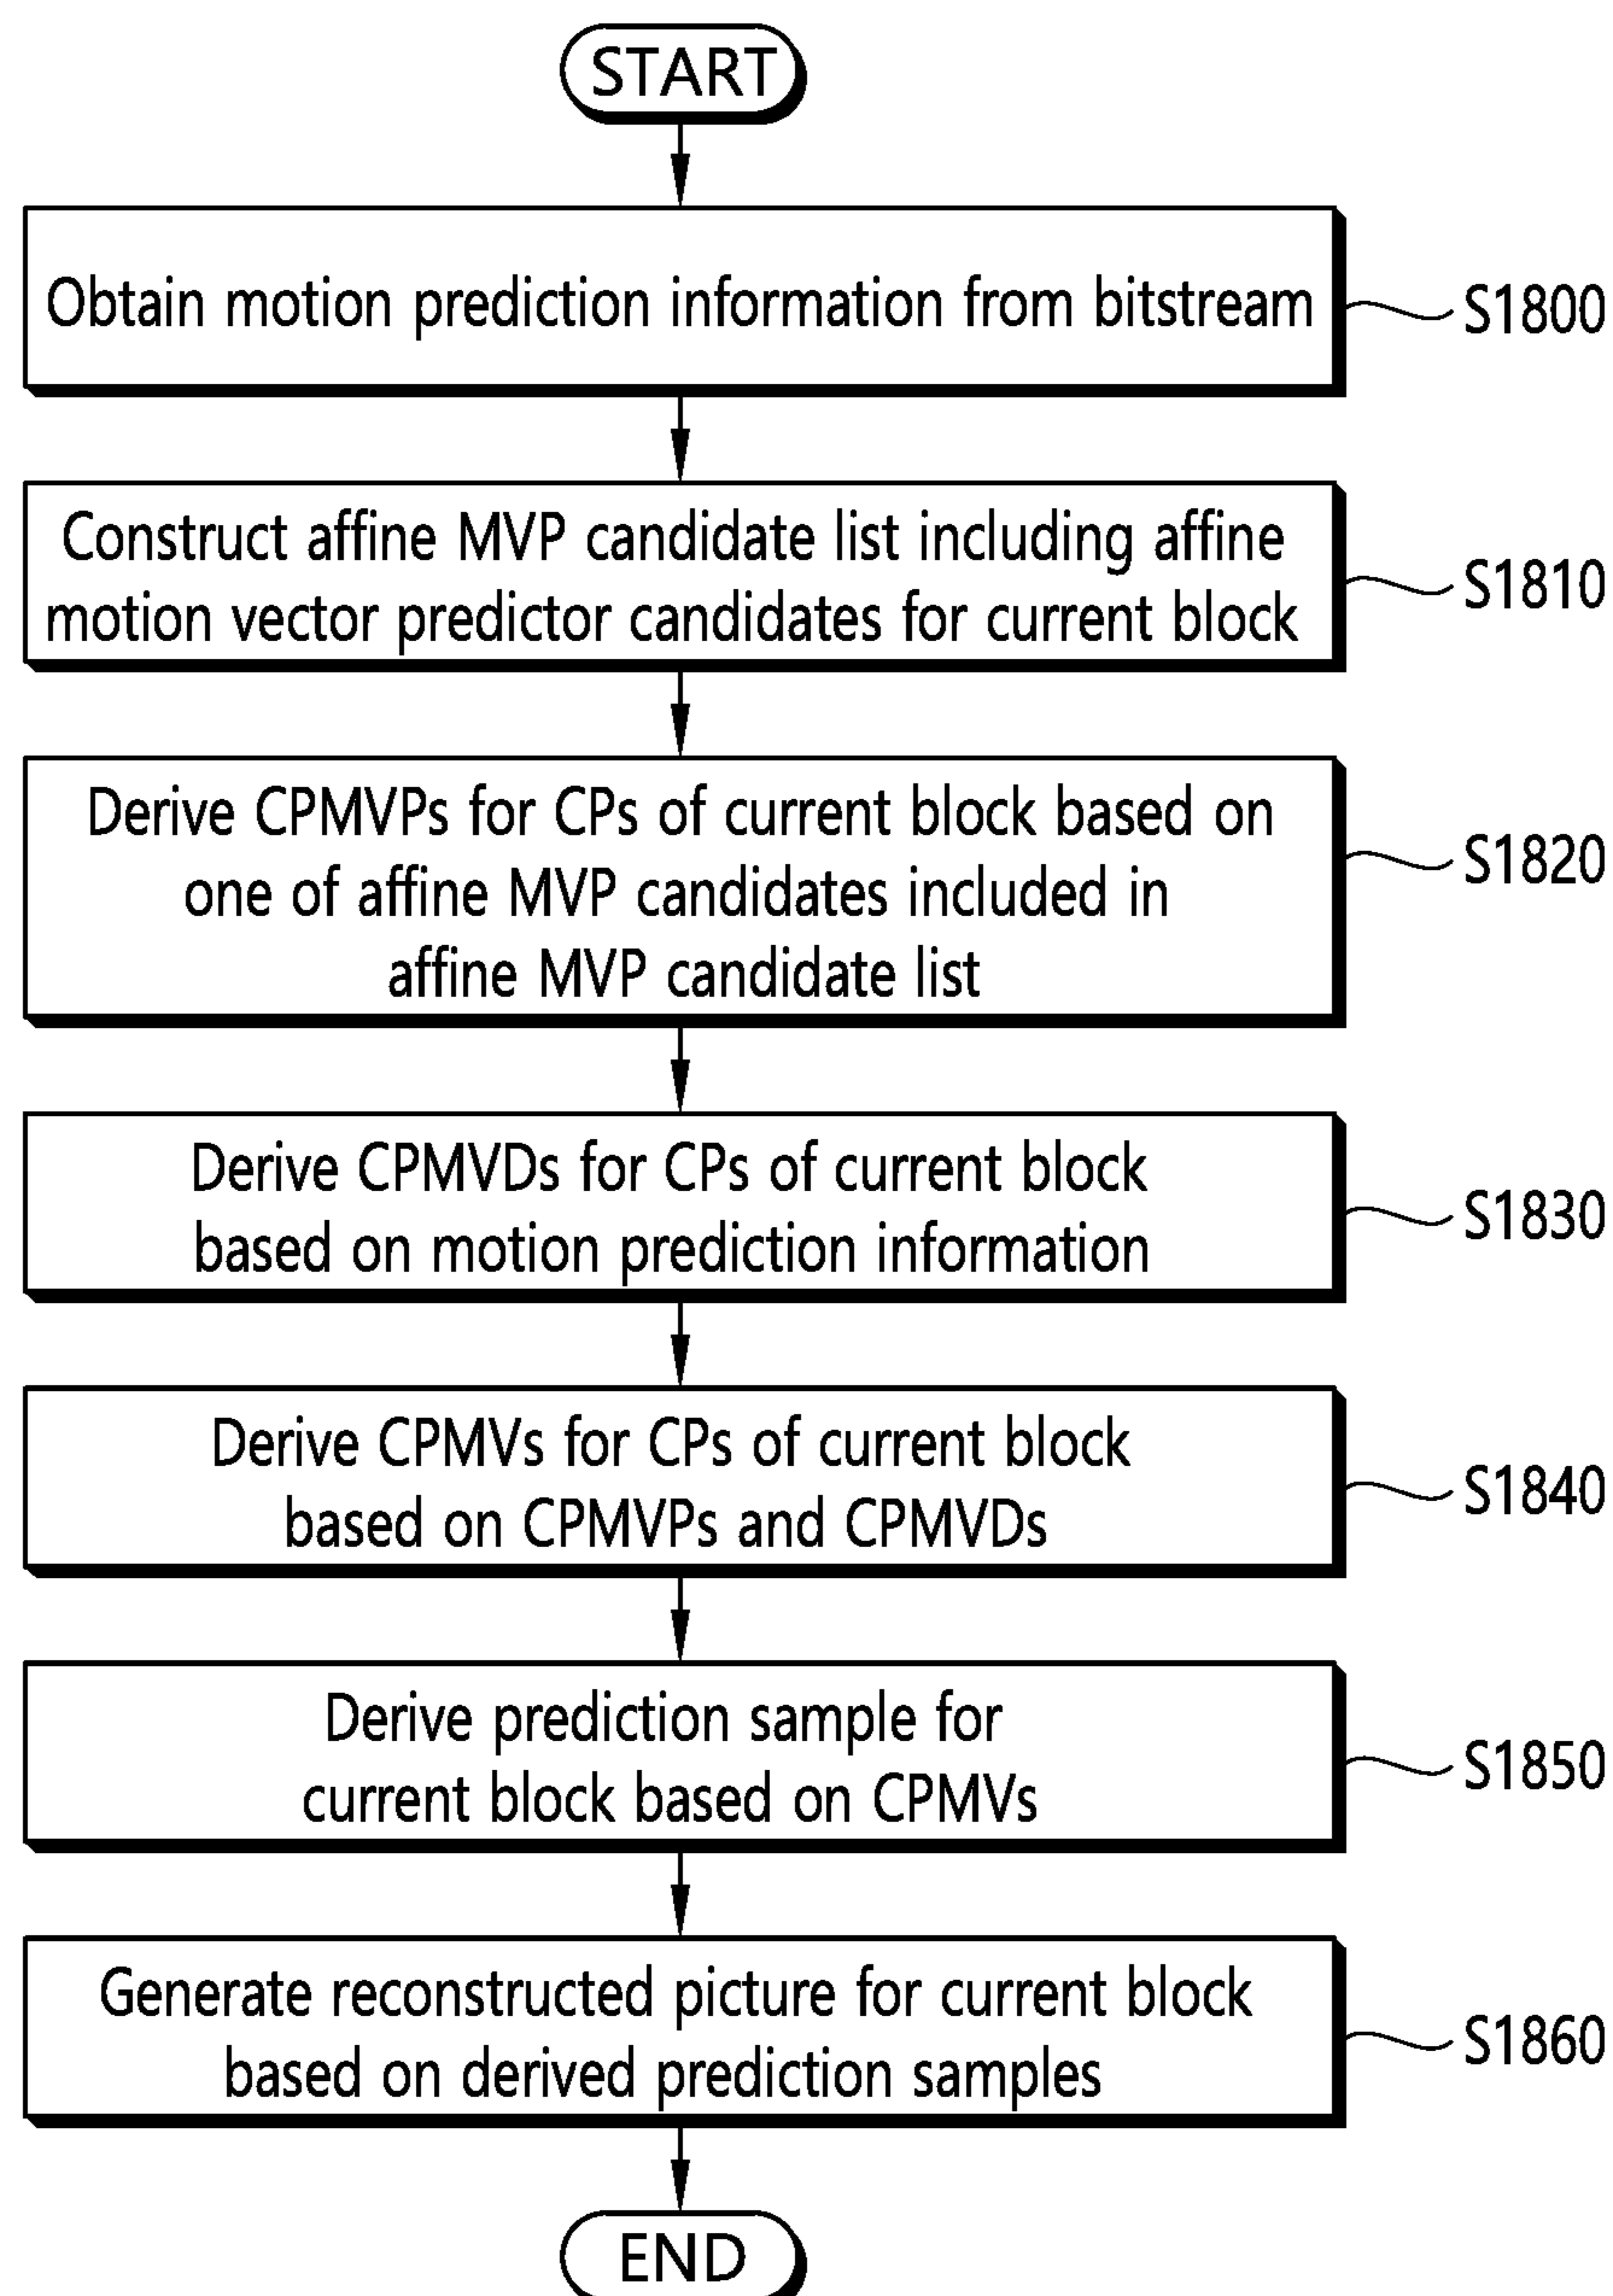 START
Obtain motion prediction information from bitstream
S1800
Construct affine MVP candidate list including affine
motion vector predictor candidates for current block
S1810
Derive CPMVPs for CPs of current block based on
one of affine MVP candidates included in
affine MVP candidate list
S1820
Derive CPMVDs for CPs of current block
based on motion prediction information
S1830
Derive CPMVs for CPs of current block
based on CPMVPs and CPMVDs
S1840
Derive prediction sample for
current block based on CPMVs
S1850
Generate reconstructed picture for current block
based on derived prediction samples
S1860
END